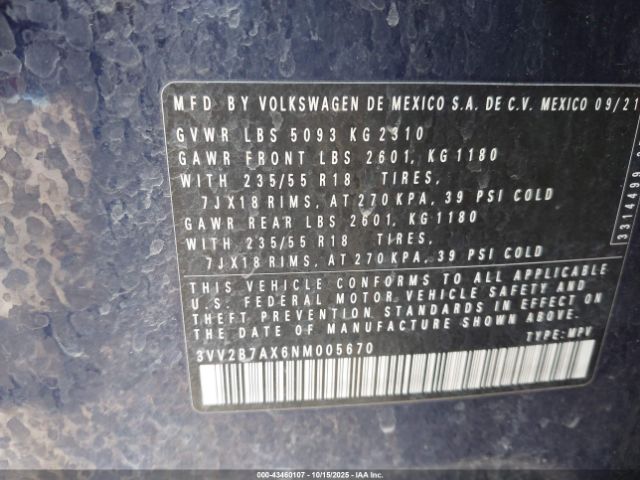 MFD BY VOLKSWAGEN DE MEXICO S.A. DE C.V. MEXICO 09/21
GVWR LBS 5093 KG 2310
GAWR FRONT LBS 2601, KG 1180
WITH 235/55 R18 TIRES,
7JX18 RIMS, AT 270 KPA, 39 PSI COLD
GAWR REAR LBS 2601, KG 1180
WITH 235/55 R18 TIRES,
7JX18 RIMS, AT 270 KPA, 39 PSI COLD
THIS VEHICLE CONFORMS TO ALL APPLICABLE
U.S. FEDERAL MOTOR VEHICLE SAFETY AND
THEFT PREVENTION STANDARDS IN EFFECT ON
THE DATE OF MANUFACTURE SHOWN ABOVE.
3VV2B7AX6NM005670
TYPE: MPV
3314499
000-43460107 - 10/15/2025 - IAA Inc.